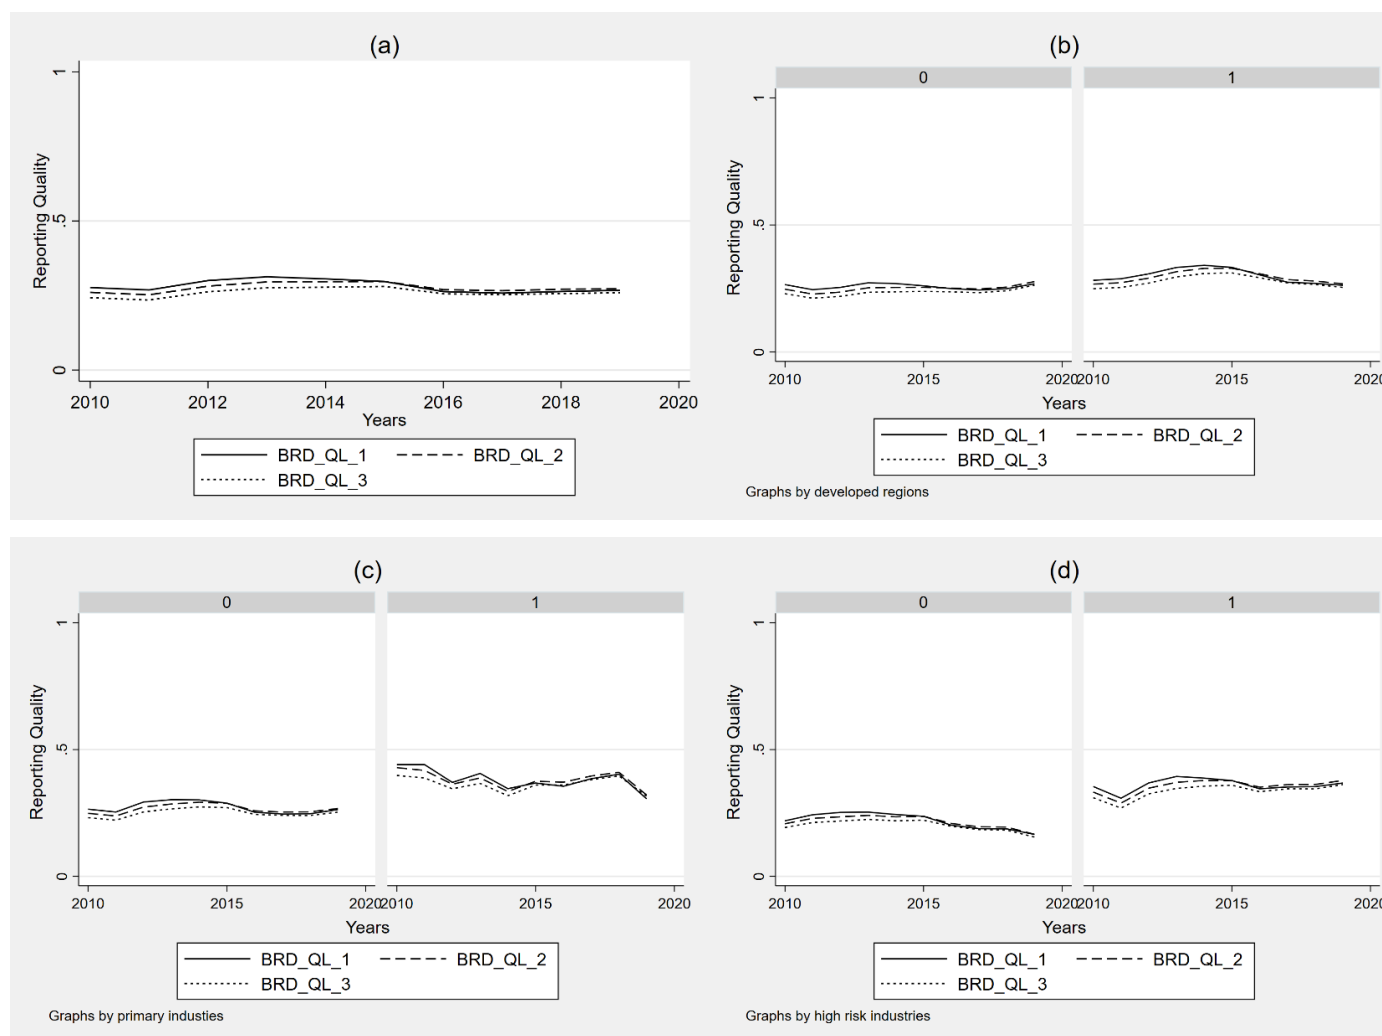 (a)
1
.5
0
Reporting Quality
2010 2012 2014 2016 2018 2020
Years
BRD_QL_1 BRD_QL_2
BRD_QL_3
(b)
0 1
1
.5
0
Reporting Quality
2010 2015 2020 2010 2015 2020
Years
BRD_QL_1 BRD_QL_2
BRD_QL_3
Graphs by developed regions
(c)
0 1
1
.5
0
Reporting Quality
2010 2015 2020 2010 2015 2020
Years
BRD_QL_1 BRD_QL_2
BRD_QL_3
Graphs by primary industies
(d)
0 1
1
.5
0
Reporting Quality
2010 2015 2020 2010 2015 2020
Years
BRD_QL_1 BRD_QL_2
BRD_QL_3
Graphs by high risk industries